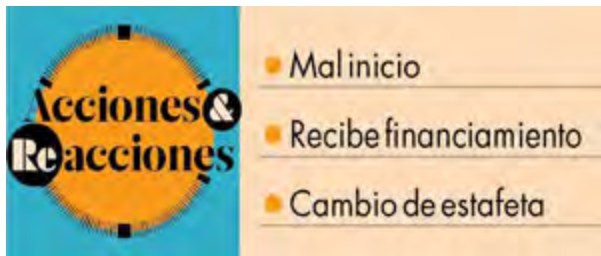 Acciones&
Reacciones
Mal inicio
Recibe financiamiento
Cambio de estafeta